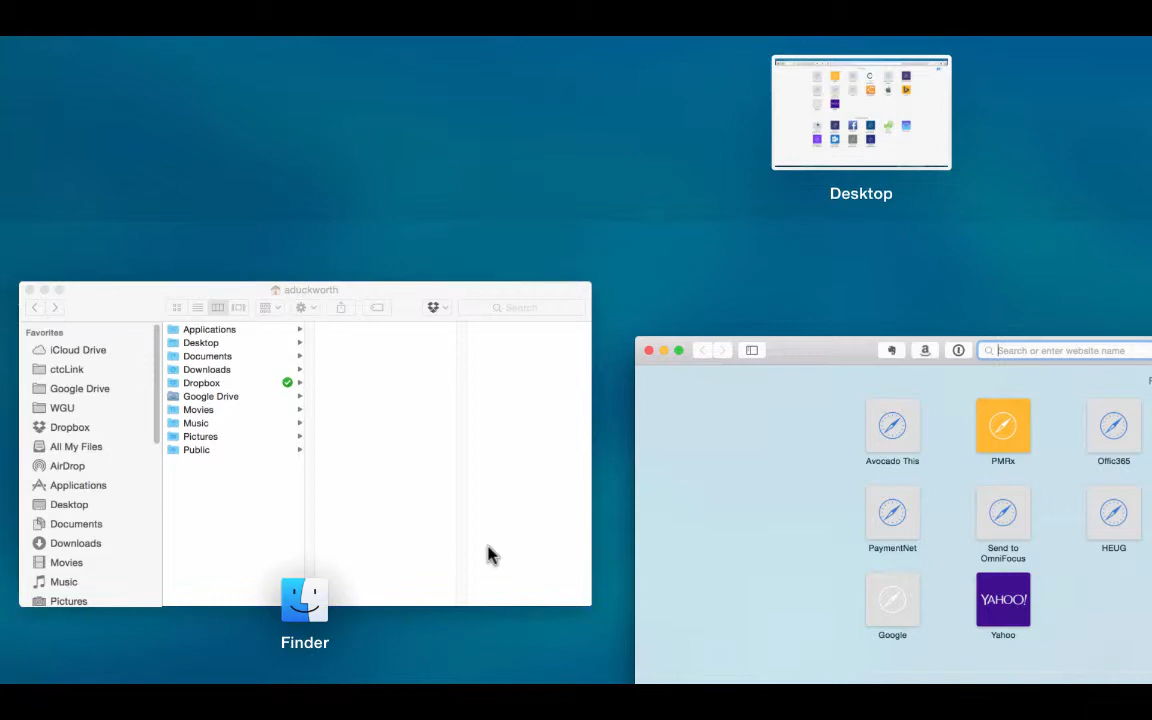 Desktop
aducworth
Search
Favorites
iCloud Drive
ctcLink
Google Drive
WGU
Dropbox
All My Files
AirDrop
Applications
Desktop
Documents
Downloads
Movies
Music
Pictures
Applications
Desktop
Documents
Downloads
Dropbox
Google Drive
Movies
Music
Pictures
Public
Finder
Search or enter website name
Avocado This
PMRx
Offic365
PaymentNet
Send to
OmniFocus
HEUG
YAHOO!
Google
Yahoo